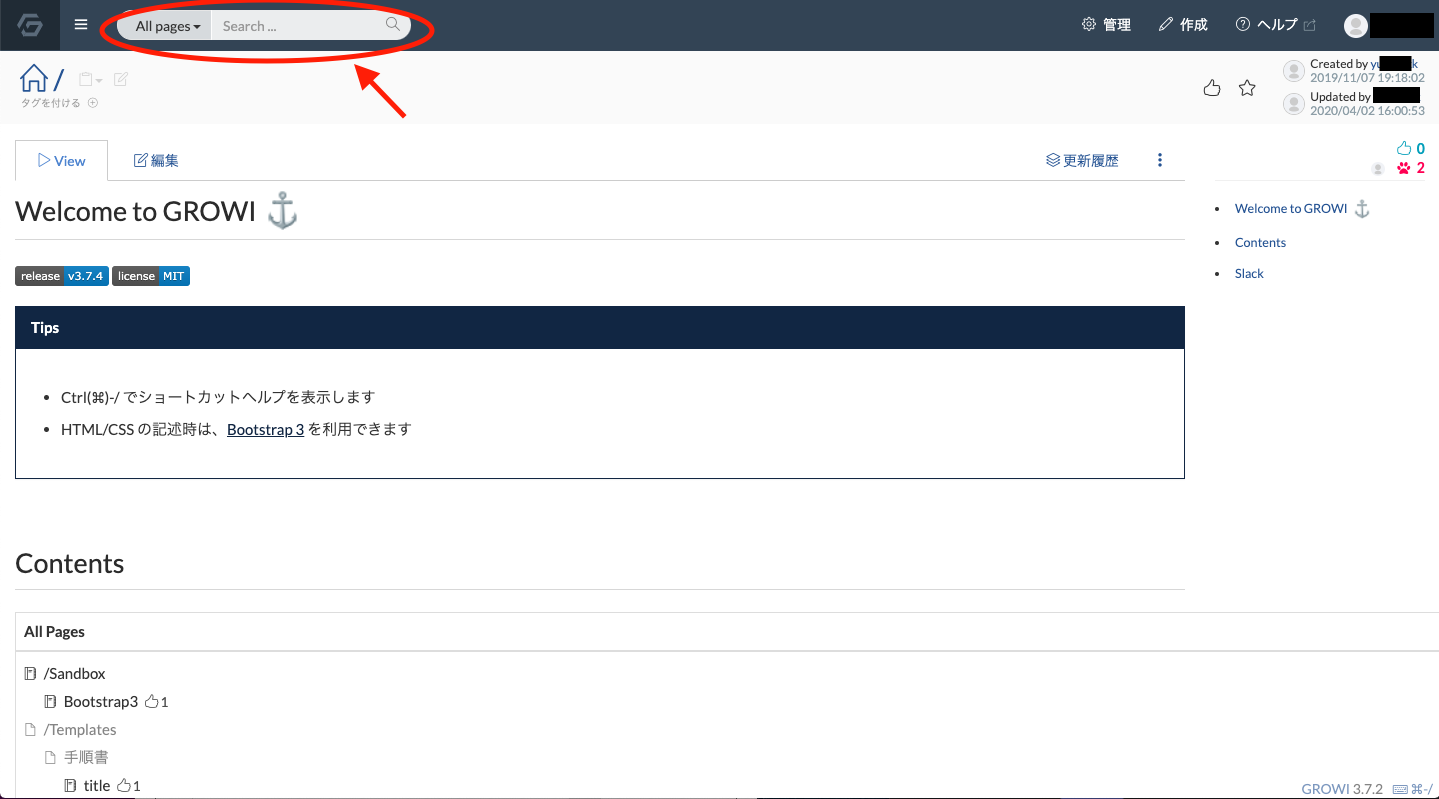 All pages Search ... 管理 作成 ヘルプ
/
タグを付ける
Created by
2019/11/07 19:18:02
Updated by
2020/04/02 16:00:53
View 編集 更新履歴
0
2
Welcome to GROWI
Welcome to GROWI
Contents
Slack
release v3.7.4 license MIT
Tips
Ctrl(⌘)-/ でショートカットヘルプを表示します
HTML/CSS の記述時は、Bootstrap 3 を利用できます
Contents
All Pages
/Sandbox
Bootstrap3 1
/Templates
手順書
title 1
GROWI 3.7.2 ⌘-/